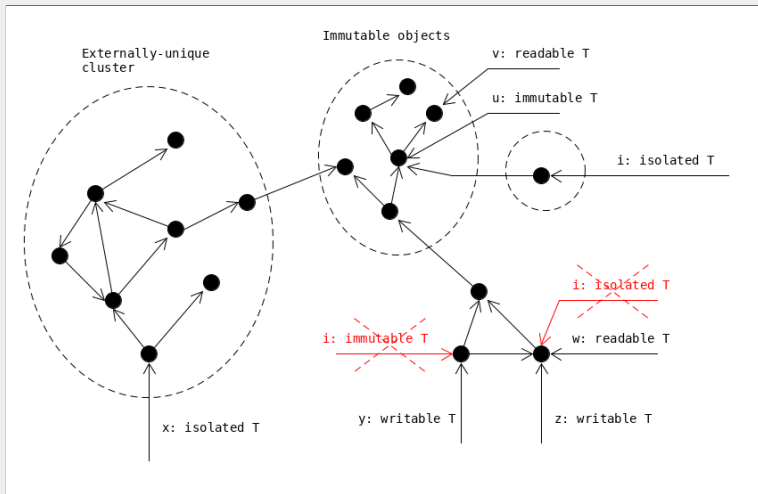 Immutable objects
Externally-unique
cluster
v: readable T
u: immutable T
i: isolated T
i: isolated T
i: immutable T
w: readable T
y: writable T
z: writable T
x: isolated T